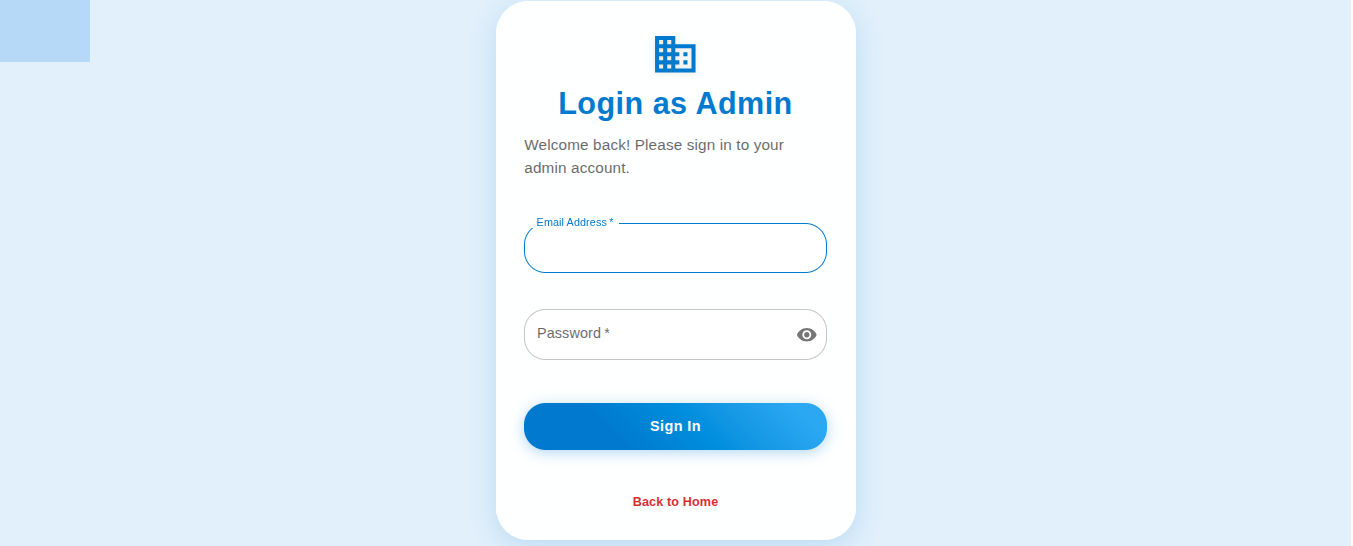 Login as Admin
Welcome back! Please sign in to your
admin account.
Email Address *
Password *
Sign In
Back to Home